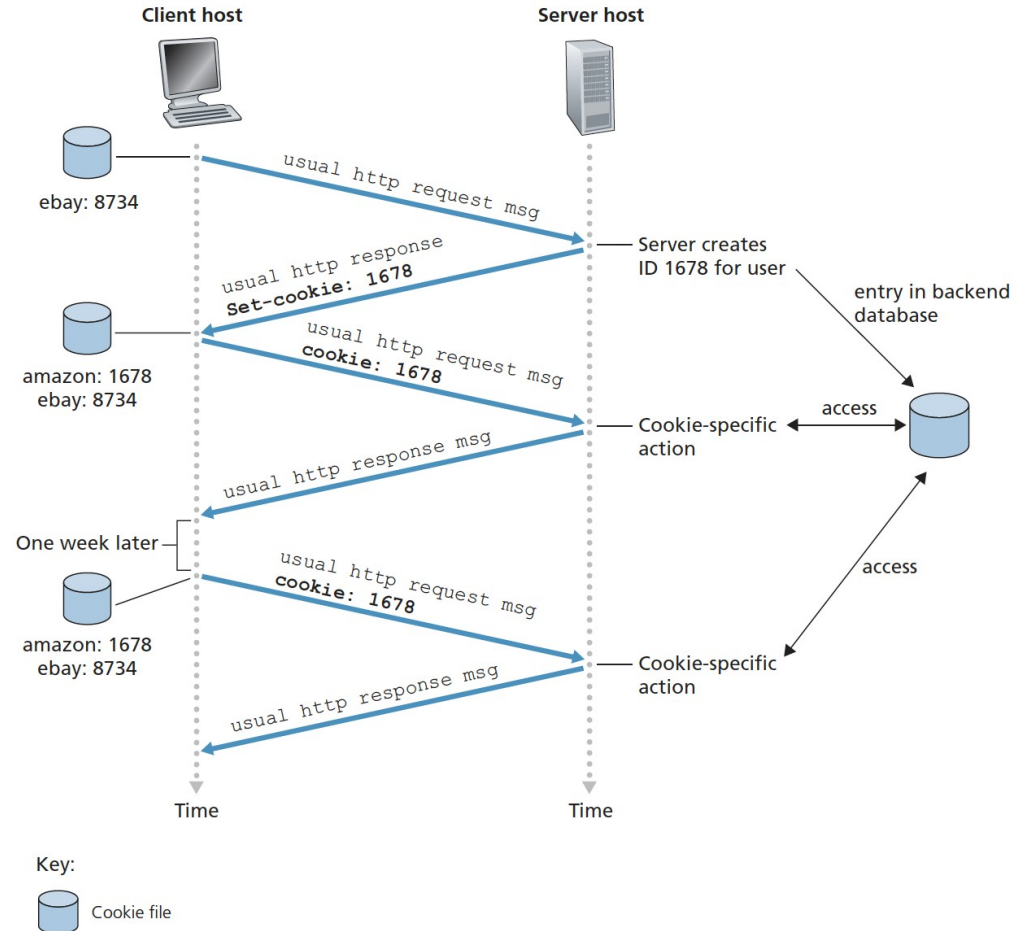 Client host
Server host
ebay: 8734
usual http request msg
Server creates
ID 1678 for user
entry in backend
database
usual http response
Set-cookie: 1678
amazon: 1678
ebay: 8734
usual http request msg
cookie: 1678
Cookie-specific
action
access
usual http response msg
One week later
access
amazon: 1678
ebay: 8734
usual http request msg
cookie: 1678
Cookie-specific
action
usual http response msg
Time
Time
Key:
Cookie file